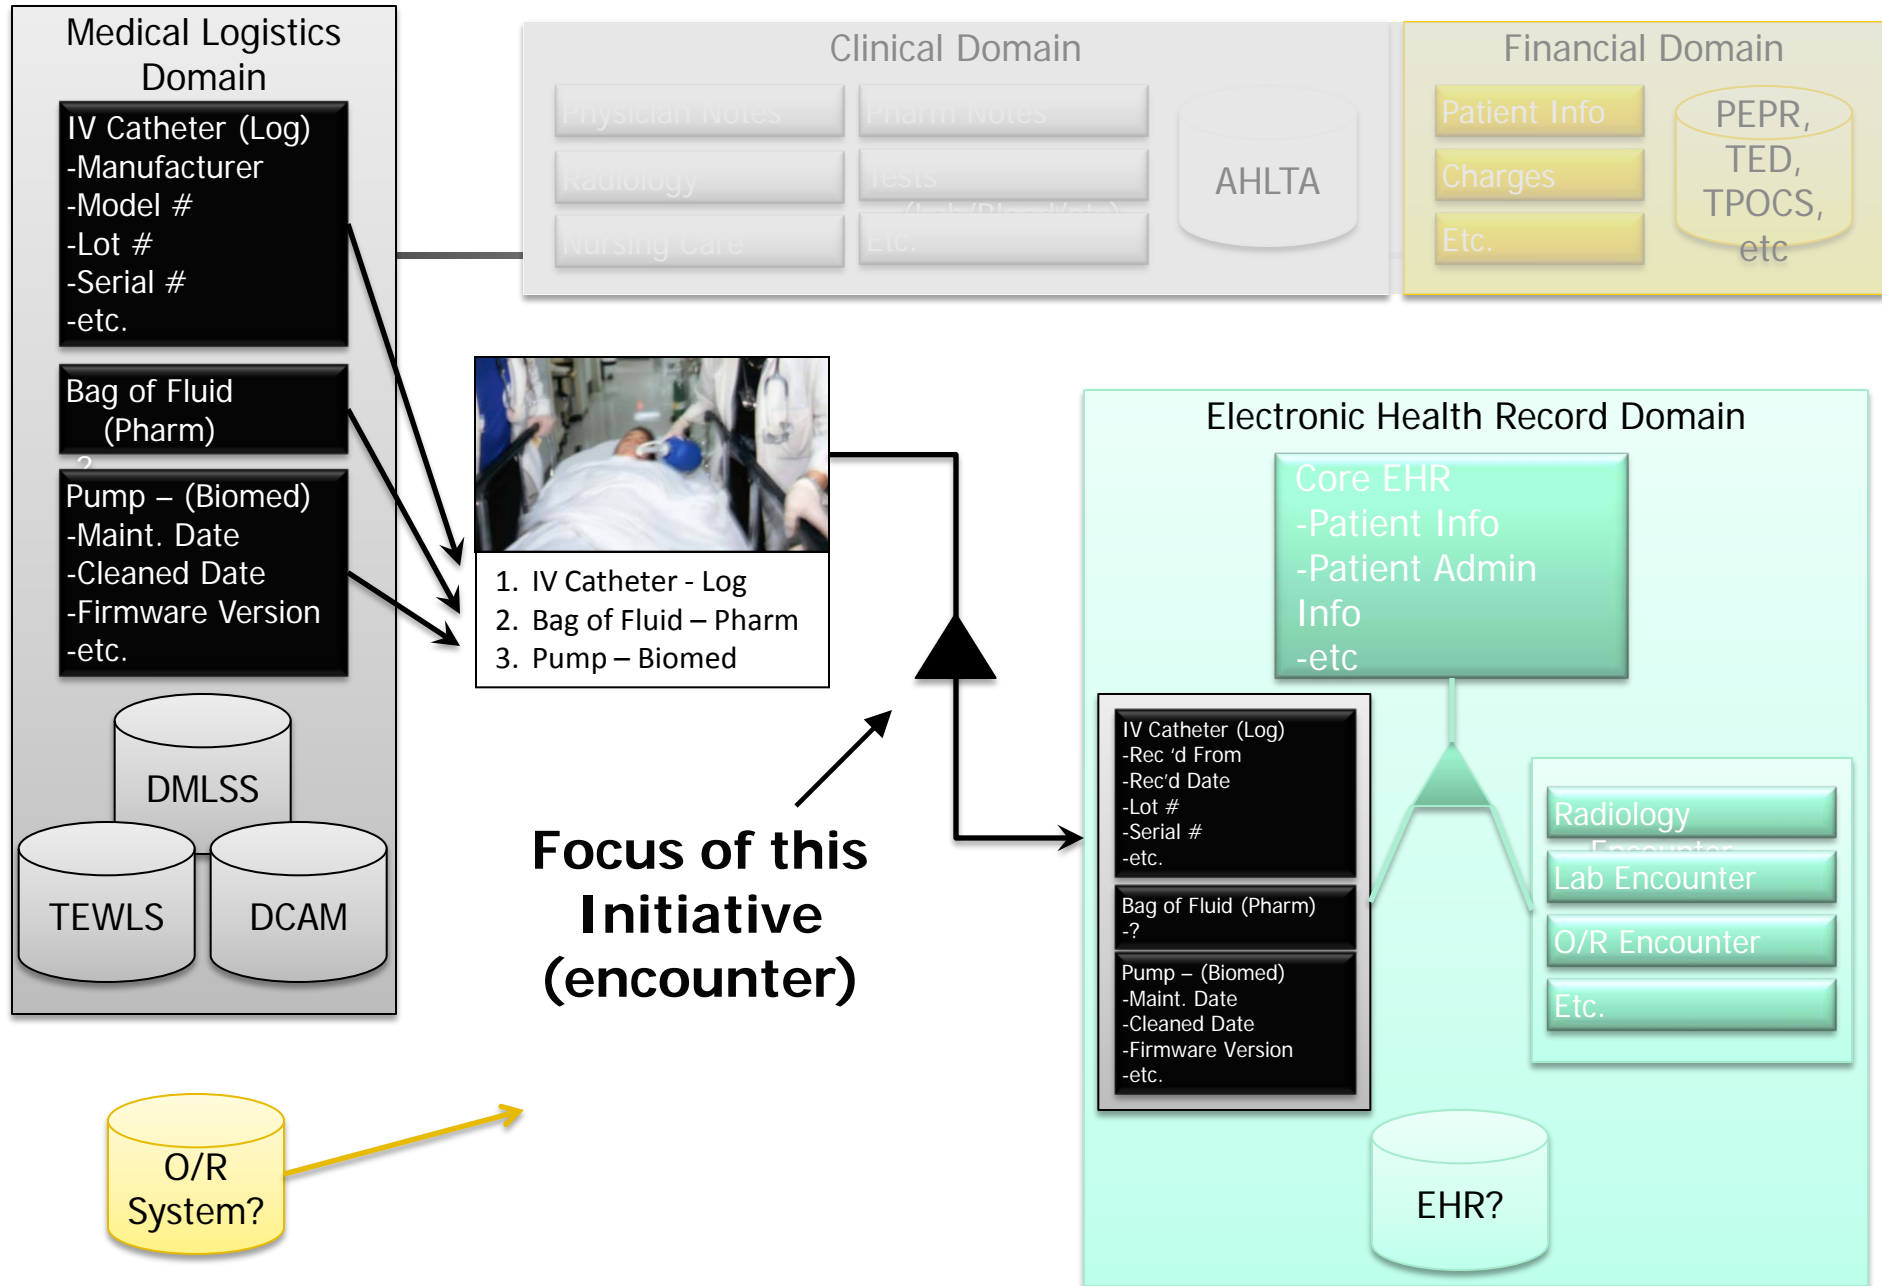 Medical Logistics
Domain
IV Catheter (Log)
-Manufacturer
-Model #
-Lot #
-Serial #
-etc.
Bag of Fluid
(Pharm)
-?
Pump – (Biomed)
-Maint. Date
-Cleaned Date
-Firmware Version
-etc.
DMLSS
TEWLS
DCAM
O/R
System?
Clinical Domain
Physician Notes
Radiology
Nursing Care
Pharm Notes
Tests
(Lab/Blood/etc)
Etc.
AHLTA
Financial Domain
Patient Info
Charges
Etc.
PEPR,
TED,
TPOCS,
etc
1. IV Catheter - Log
2. Bag of Fluid – Pharm
3. Pump – Biomed
Focus of this
Initiative
(encounter)
Electronic Health Record Domain
Core EHR
-Patient Info
-Patient Admin
Info
-etc
IV Catheter (Log)
-Rec 'd From
-Rec'd Date
-Lot #
-Serial #
-etc.
Bag of Fluid (Pharm)
-?
Pump – (Biomed)
-Maint. Date
-Cleaned Date
-Firmware Version
-etc.
Radiology
Encounter
Lab Encounter
O/R Encounter
Etc.
EHR?